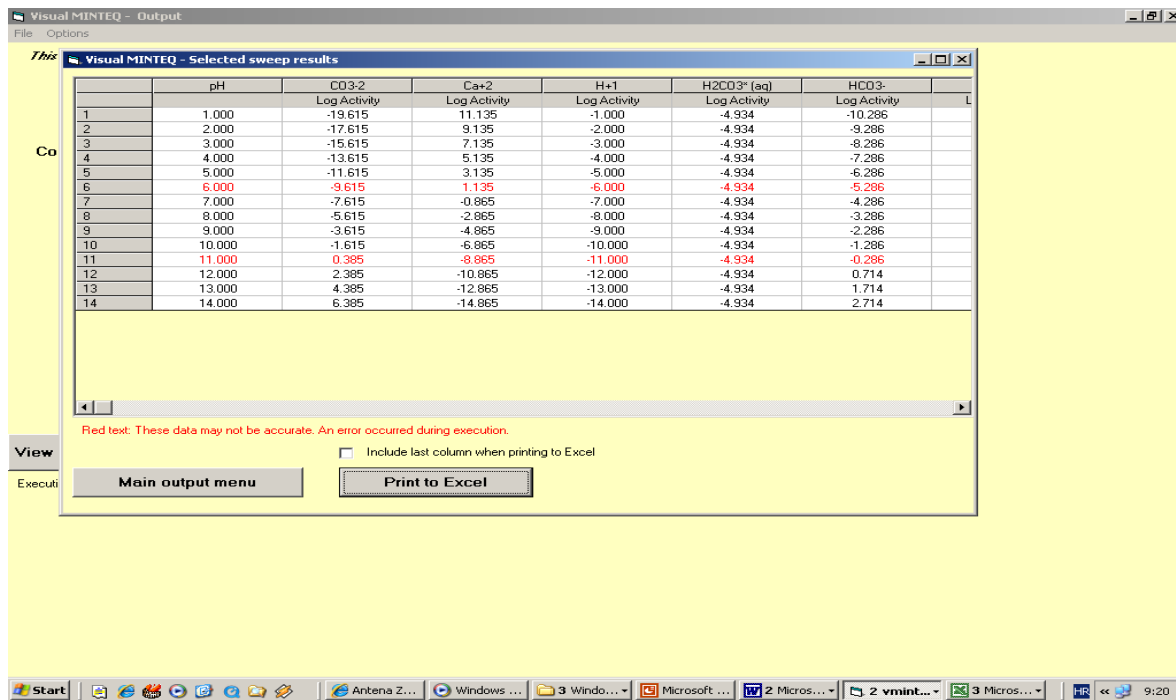 Visual MINTEQ - Output
File Options
This
Visual MINTEQ - Selected sweep results
pH CO3-2 Ca+2 H+1 H2CO3* (aq) HCO3-
Log Activity Log Activity Log Activity Log Activity Log Activity L
1 1.000 -19.615 11.135 -1.000 -4.934 -10.286
2 2.000 -17.615 9.135 -2.000 -4.934 -9.286
3 3.000 -15.615 7.135 -3.000 -4.934 -8.286
Co
4 4.000 -13.615 5.135 -4.000 -4.934 -7.286
5 5.000 -11.615 3.135 -5.000 -4.934 -6.286
6 6.000 -9.615 1.135 -6.000 -4.934 -5.286
7 7.000 -7.615 -0.865 -7.000 -4.934 -4.286
8 8.000 -5.615 -2.865 -8.000 -4.934 -3.286
9 9.000 -3.615 -4.865 -9.000 -4.934 -2.286
10 10.000 -1.615 -6.865 -10.000 -4.934 -1.286
11 11.000 0.385 -8.865 -11.000 -4.934 -0.286
12 12.000 2.385 -10.865 -12.000 -4.934 0.714
13 13.000 4.385 -12.865 -13.000 -4.934 1.714
14 14.000 6.385 -14.865 -14.000 -4.934 2.714
Red text: These data may not be accurate. An error occurred during execution.
View
Include last column when printing to Excel
Executi
Main output menu Print to Excel
Start Antena Z... Windows ... 3 Windo... Microsoft ... 2 Micros... 2 vmint... 3 Micros... HR « 9:20